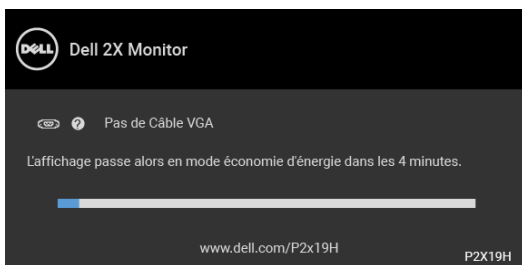 DELL Dell 2X Monitor
Pas de Câble VGA
L'affichage passe alors en mode économie d'énergie dans les 4 minutes.
www.dell.com/P2x19H
P2X19H